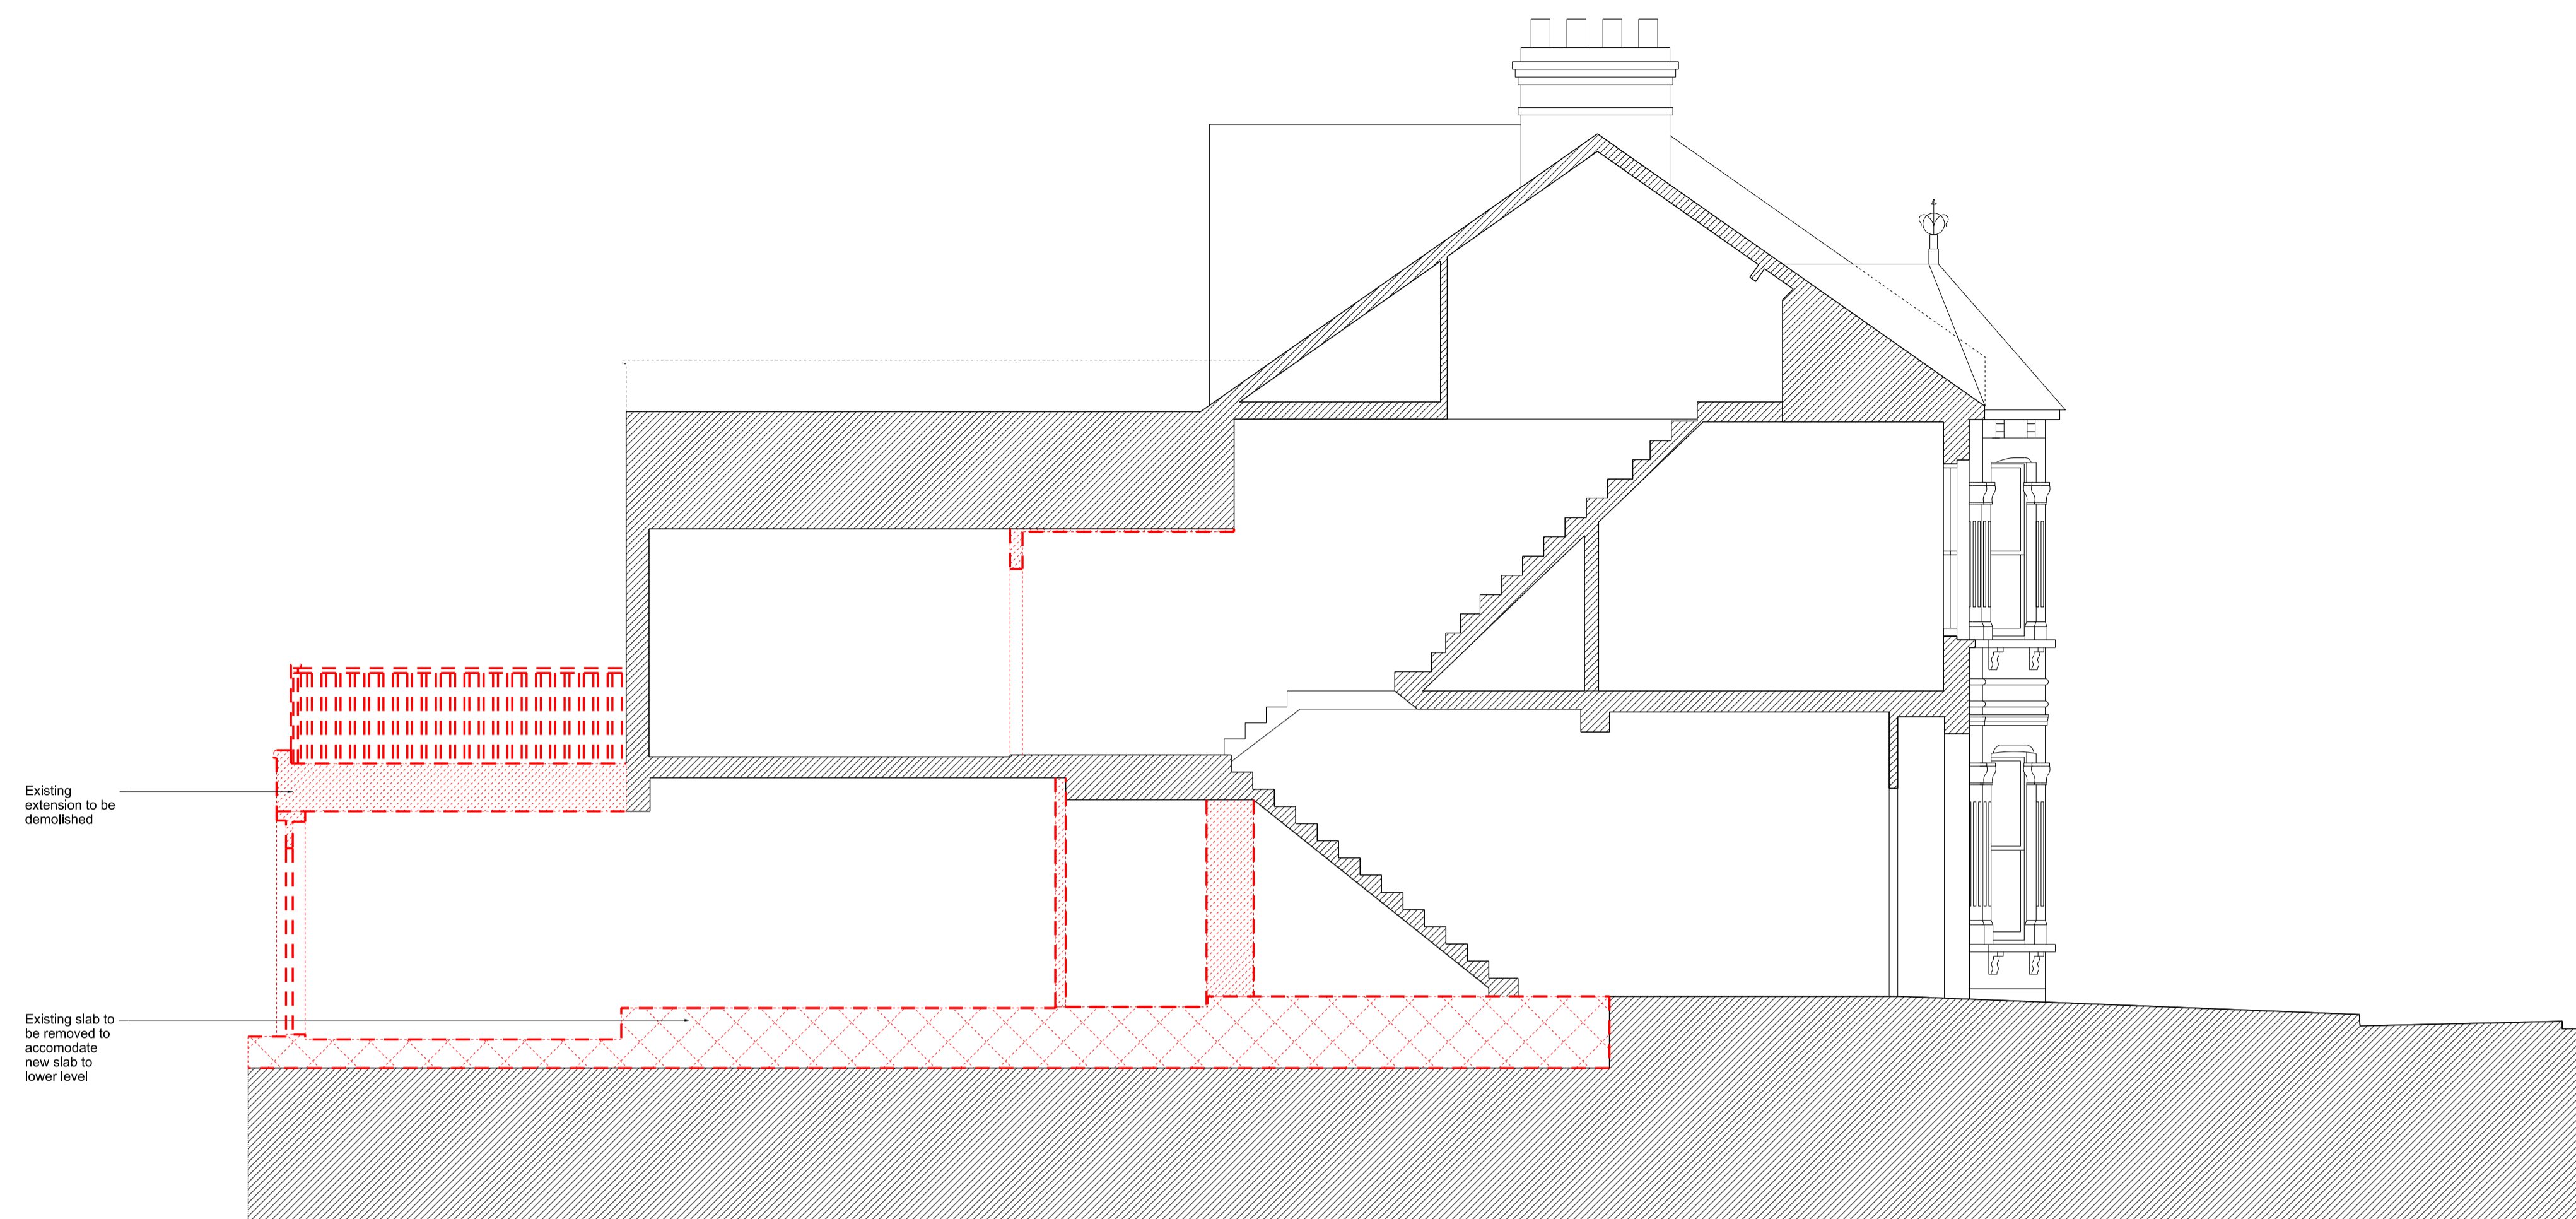 Existing
extension to be
demolished
Existing slab to
be removed to
accomodate
new slab to
lower level